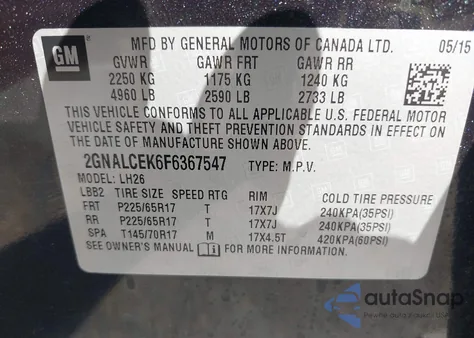 GM
MFD BY GENERAL MOTORS OF CANADA LTD. 05/15
GVWR GAWR FRT GAWR RR
2250 KG 1175 KG 1240 KG
4960 LB 2590 LB 2733 LB
THIS VEHICLE CONFORMS TO ALL APPLICABLE U.S. FEDERAL MOTOR
VEHICLE SAFETY AND THEFT PREVENTION STANDARDS IN EFFECT ON
THE DATE OF MANUFACTURE SHOWN ABOVE.
2GNALCEK6F6367547 TYPE: M.P.V.
MODEL: LH26
LBB2 TIRE SIZE SPEED RTG RIM COLD TIRE PRESSURE
FRT P225/65R17 T 17X7J 240KPA(35PSI)
RR P225/65R17 T 17X7J 240KPA(35PSI)
SPA T145/70R17 M 17X4.5T 420KPA(60PSI)
SEE OWNER'S MANUAL FOR MORE INFORMATION.
autoSnap